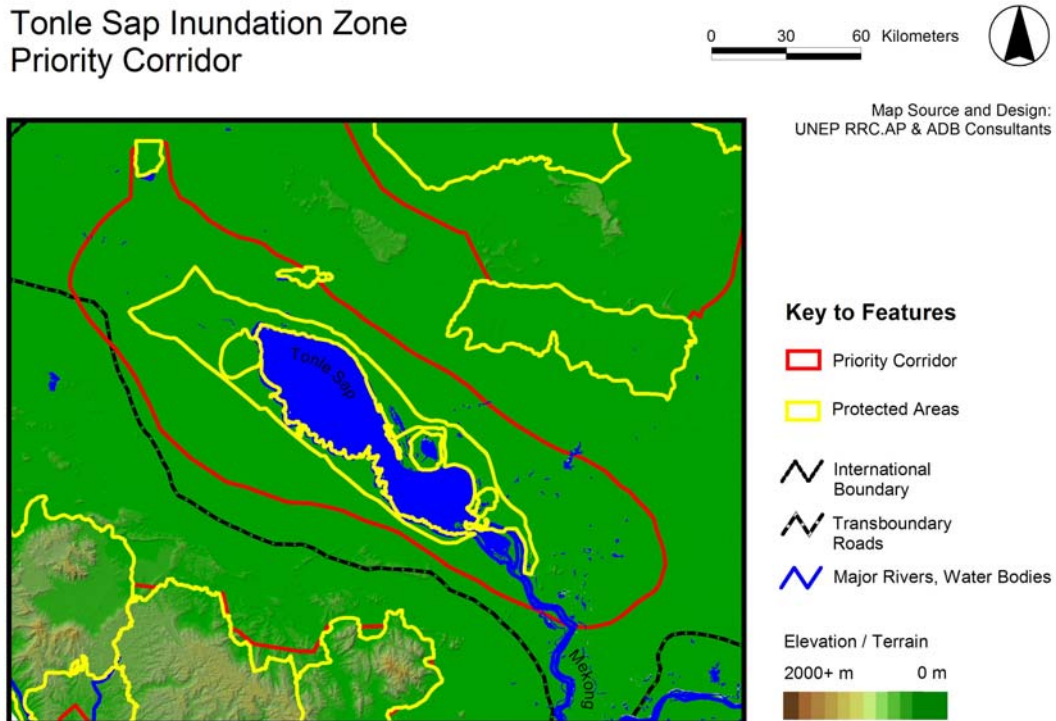 Tonle Sap Inundation Zone
Priority Corridor
0 30 60 Kilometers
Map Source and Design:
UNEP RRC.AP & ADB Consultants
Tonle Sap
Mekong
Key to Features
Priority Corridor
Protected Areas
International
Boundary
Transboundary
Roads
Major Rivers, Water Bodies
Elevation / Terrain
2000+ m 0 m